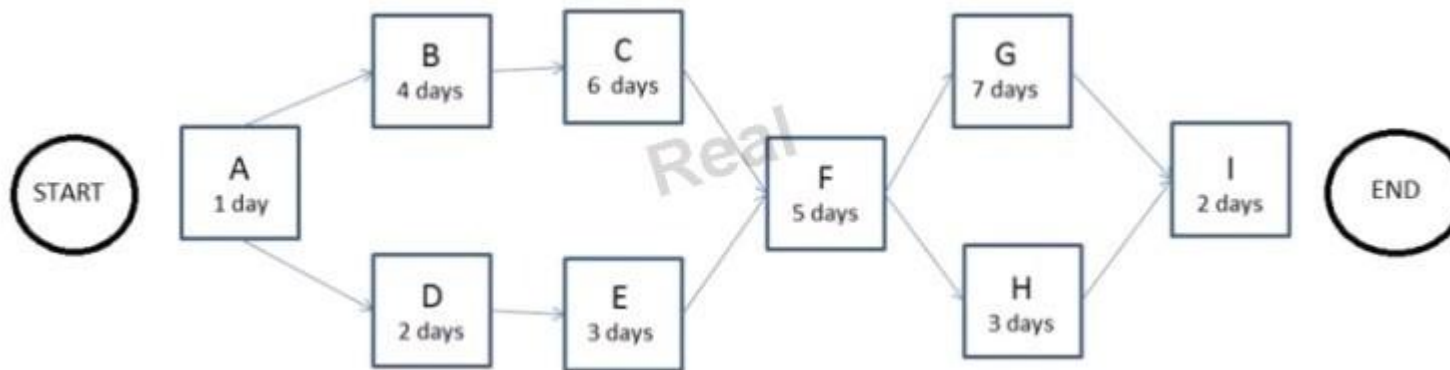 START
A
1 day
B
4 days
C
6 days
D
2 days
E
3 days
Real
F
5 days
G
7 days
H
3 days
I
2 days
END